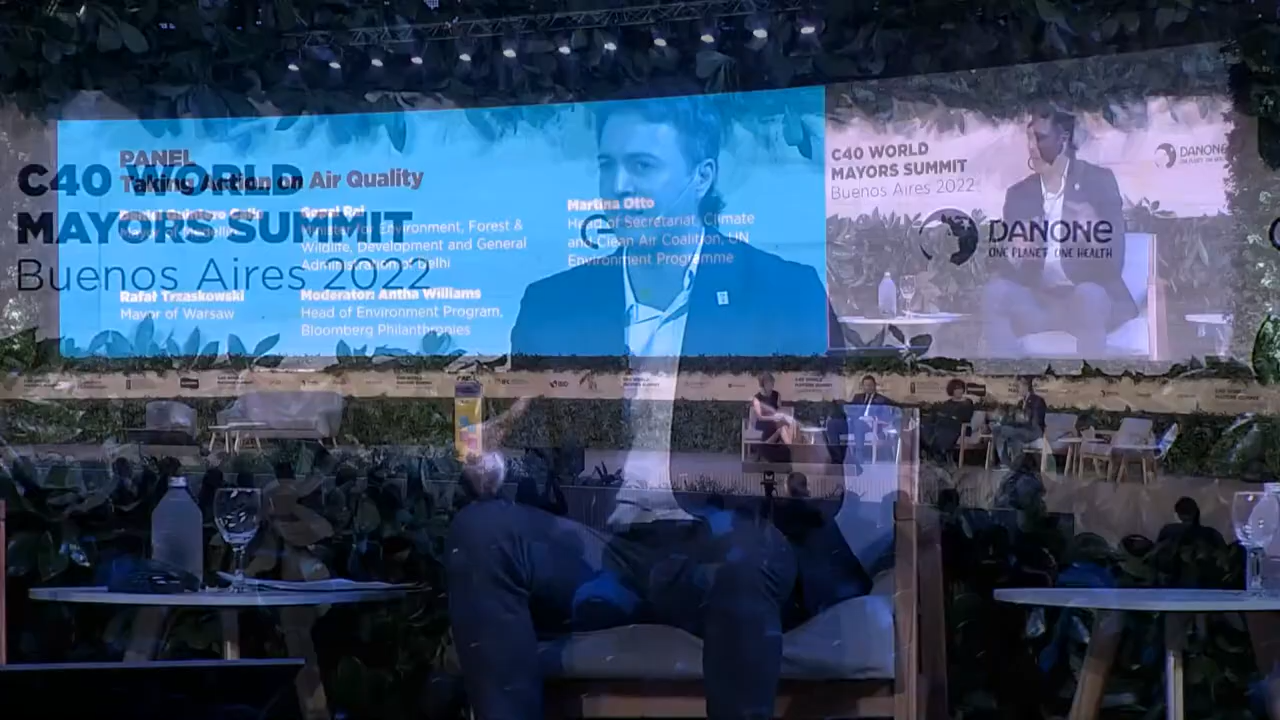 PANEL
Taking Action on Air Quality
C40 WORLD
MAYORS SUMMIT
Buenos Aires 2022
Mayor of Medellín
Gopal Rai
Minister for Environment, Forest &
Wildlife, Development and General
Administration of Delhi
Martina Otto
Head of Secretariat, Climate
and Clean Air Coalition, UN
Environment Programme
Rafał Trzaskowski
Mayor of Warsaw
Moderator: Antha Williams
Head of Environment Program,
Bloomberg Philanthropies
C40 WORLD
MAYORS SUMMIT
Buenos Aires 2022
DANONE
DANONE
ONE PLANET. ONE HEALTH